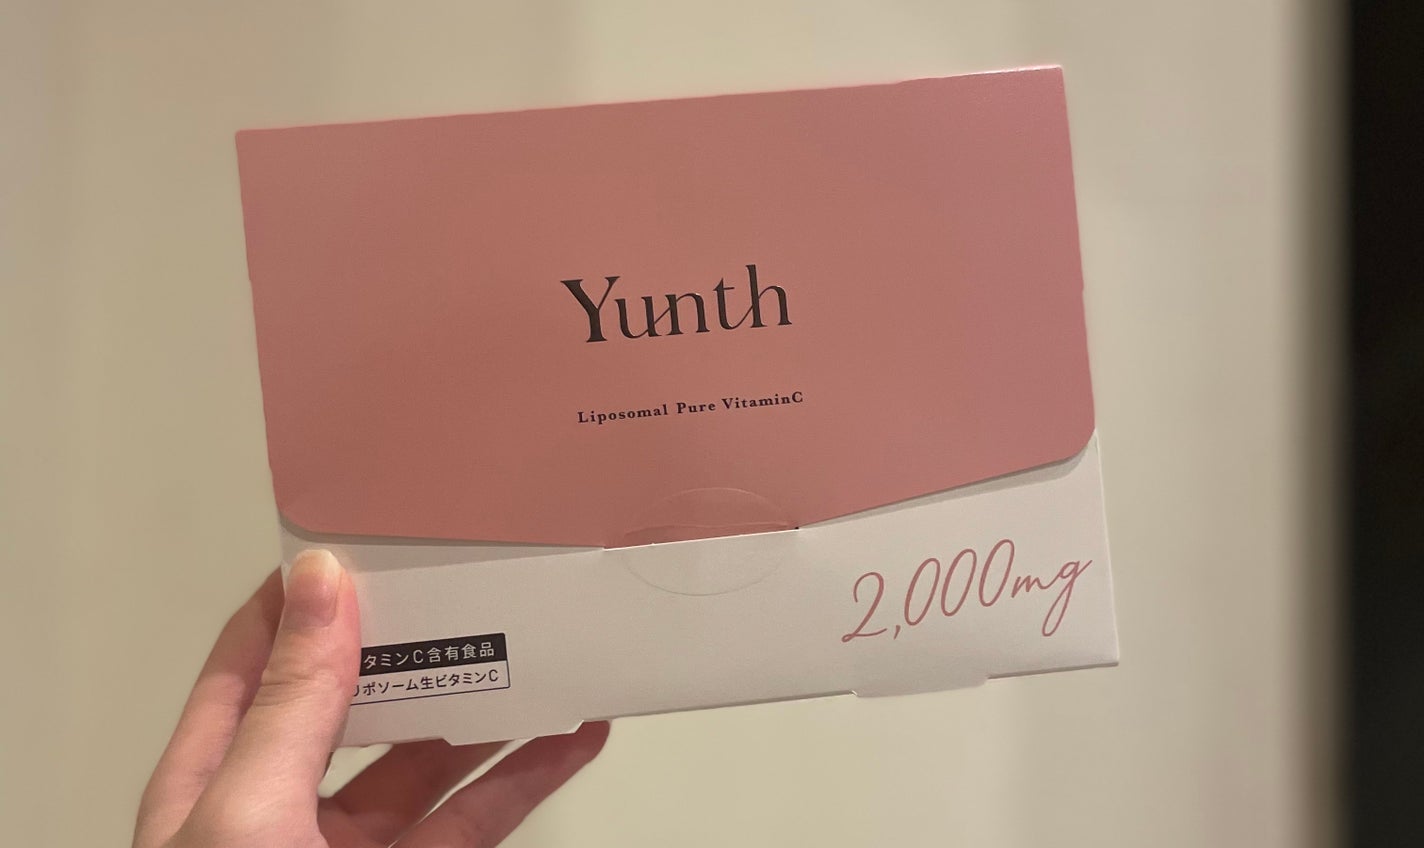 Yunth
Liposomal Pure VitaminC
2,000mg
タミンC含有食品
ポソーム生ビタミンC